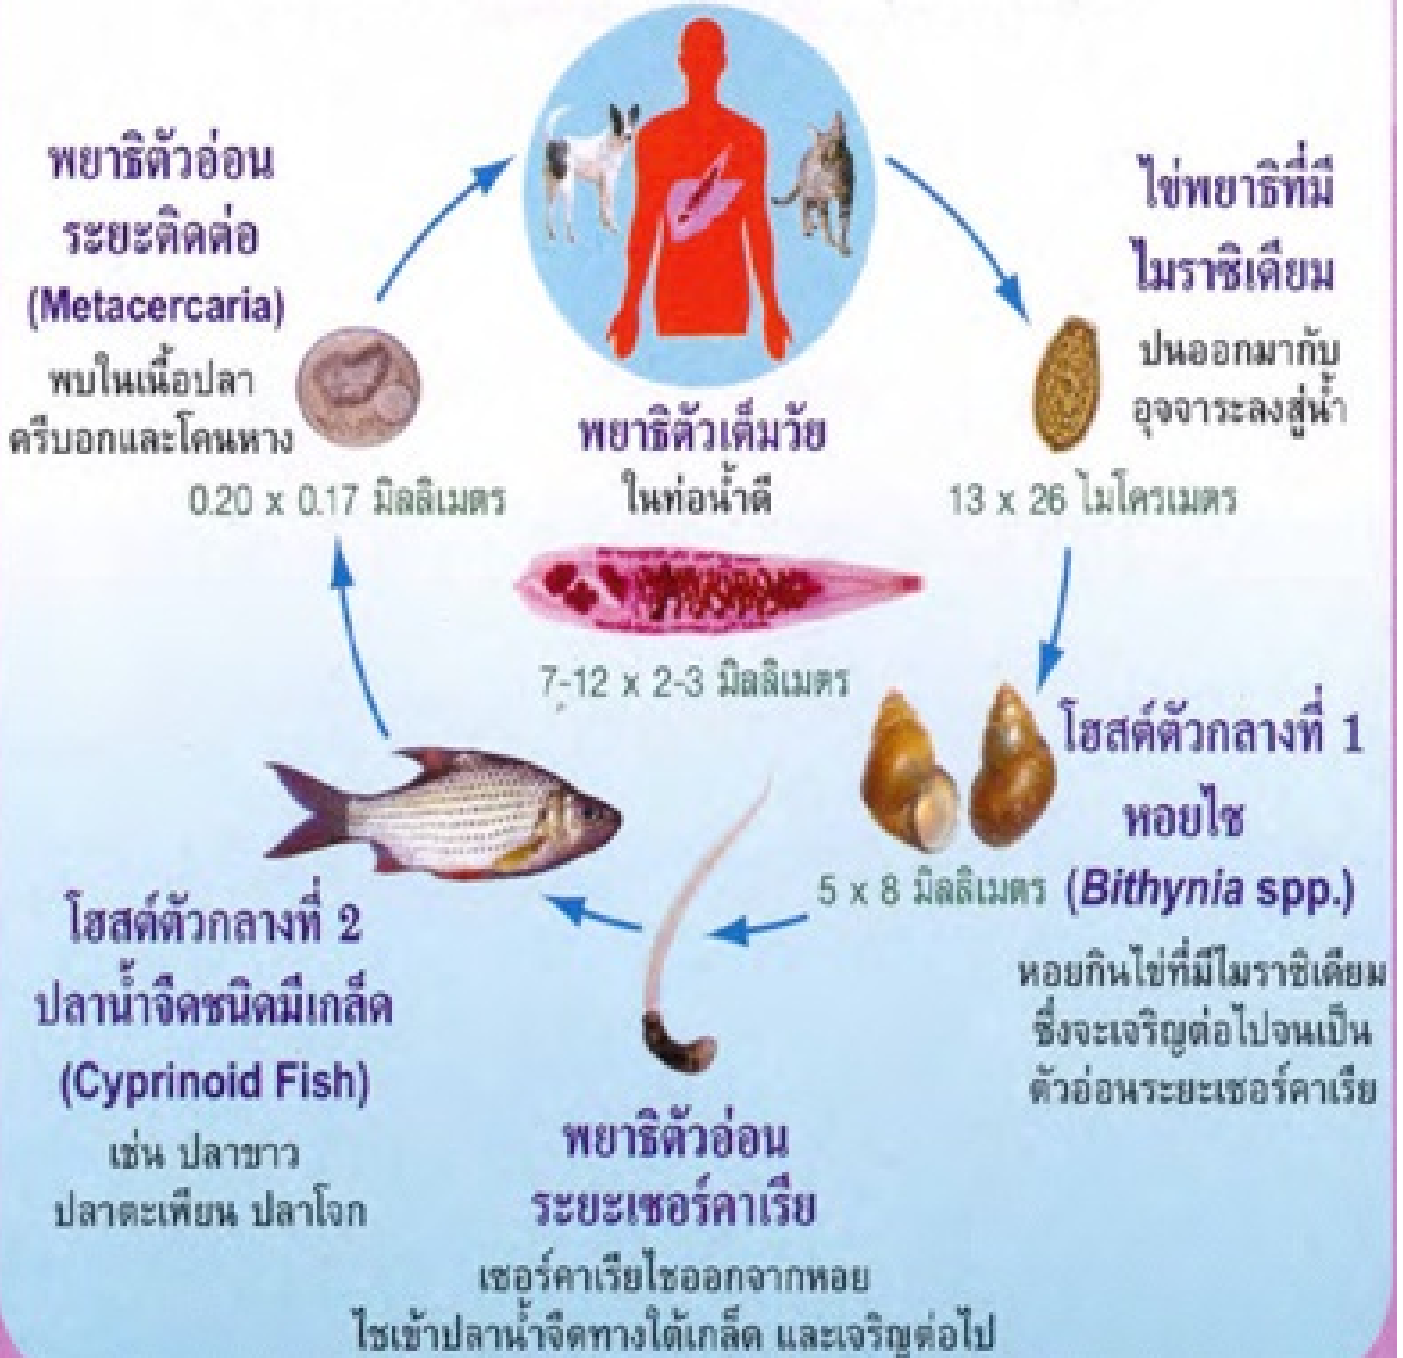 พยาธิตัวอ่อน
ระยะติดต่อ
(Metacercaria)
พบในเนื้อปลา
ครีบอกและโคนหาง
0.20 x 0.17 มิลลิเมตร
พยาธิตัวเต็มวัย
ในท่อน้ำดี
7-12 x 2-3 มิลลิเมตร
ไข่พยาธิที่มี
ไมราซิเดียม
ปนออกมากับ
อุจจาระลงสู่น้ำ
13 x 26 ไมโครเมตร
โฮสต์ตัวกลางที่ 1
หอยไซ
(Bithynia spp.)
5 x 8 มิลลิเมตร
หอยกินไข่ที่มีไมราซิเดียม
ซึ่งจะเจริญต่อไปจนเป็น
ตัวอ่อนระยะเซอร์คาเรีย
พยาธิตัวอ่อน
ระยะเซอร์คาเรีย
เซอร์คาเรียไชออกจากหอย
ไชเข้าปลาน้ำจืดทางใต้เกล็ด และเจริญต่อไป
โฮสต์ตัวกลางที่ 2
ปลาน้ำจืดชนิดมีเกล็ด
(Cyprinoid Fish)
เช่น ปลาขาว
ปลาตะเพียน ปลาโจก